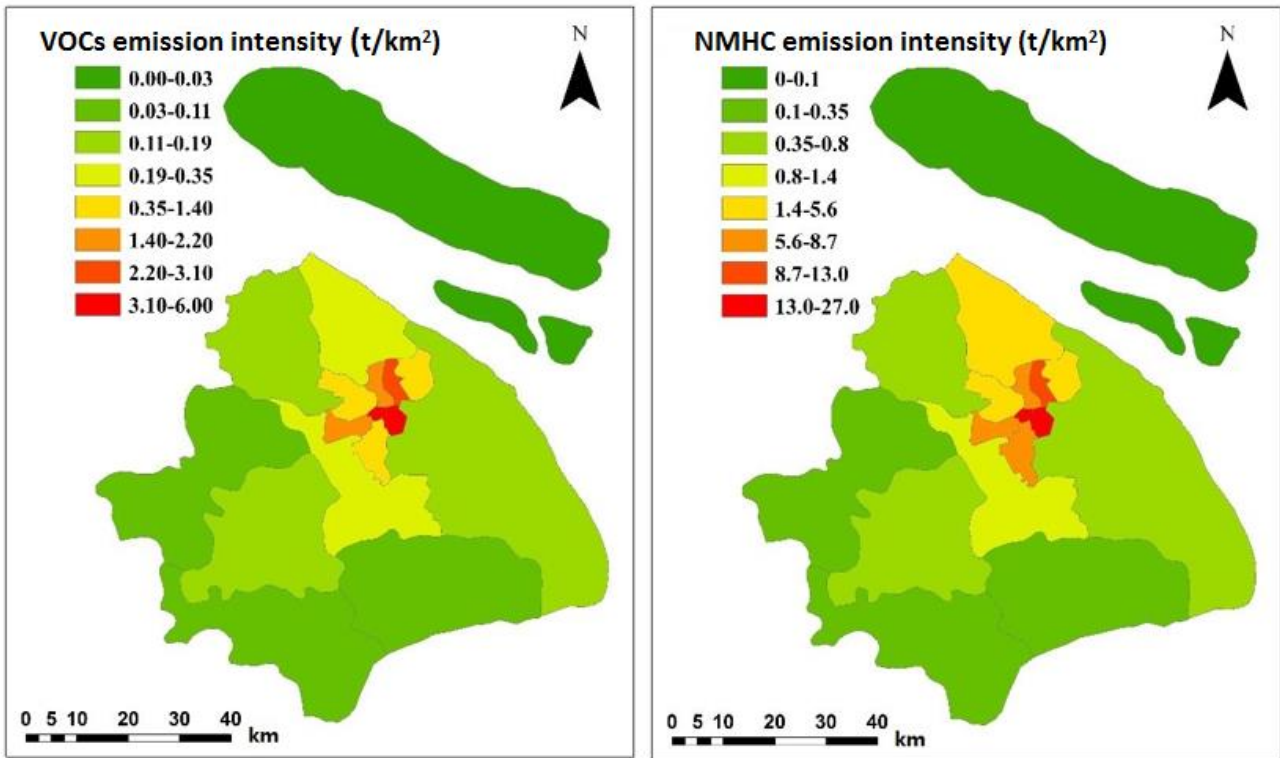 VOCs emission intensity (t/km²)
N
0.00-0.03
0.03-0.11
0.11-0.19
0.19-0.35
0.35-1.40
1.40-2.20
2.20-3.10
3.10-6.00
0 5 10 20 30 40
km
NMHC emission intensity (t/km²)
N
0-0.1
0.1-0.35
0.35-0.8
0.8-1.4
1.4-5.6
5.6-8.7
8.7-13.0
13.0-27.0
0 5 10 20 30 40
km